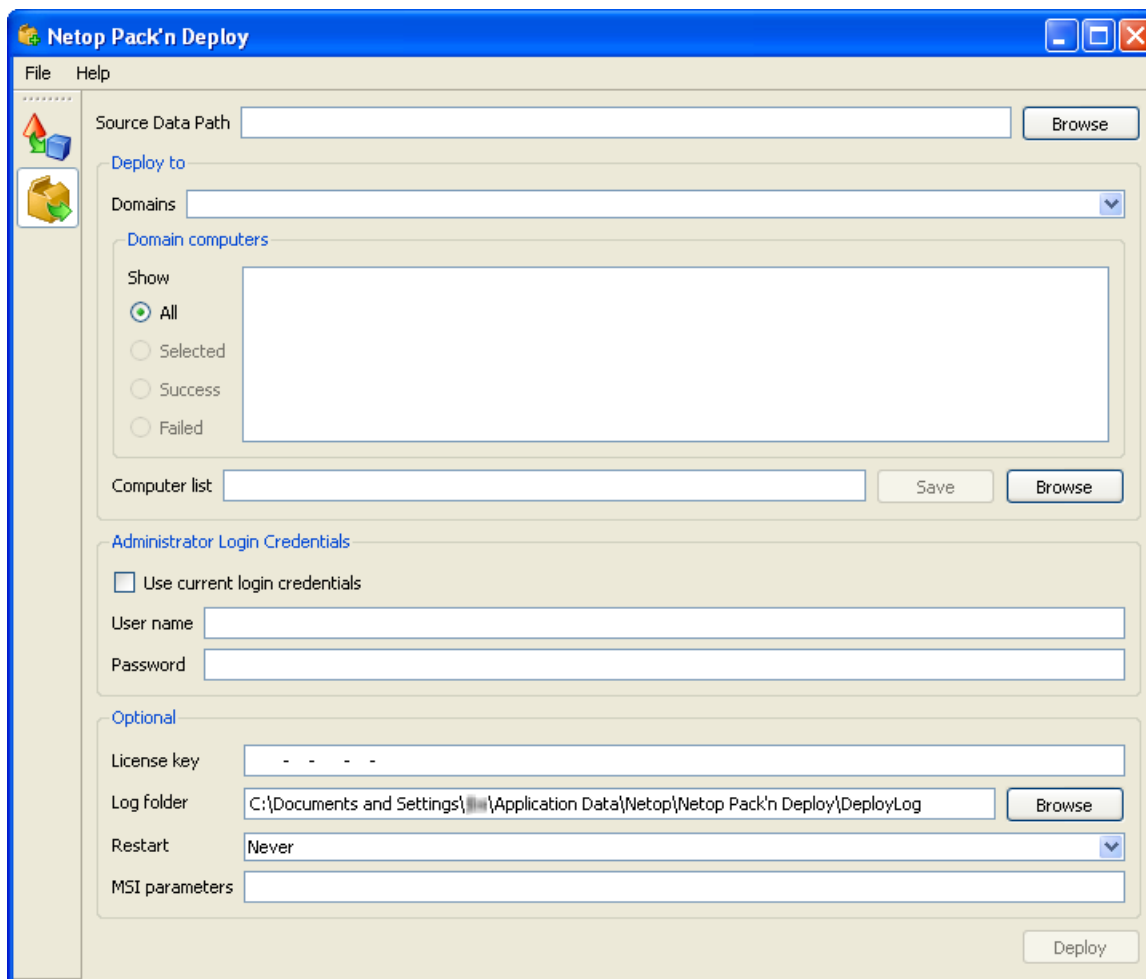 Netop Pack'n Deploy
File Help
Source Data Path Browse
Deploy to
Domains
Domain computers
Show
All
Selected
Success
Failed
Computer list Save Browse
Administrator Login Credentials
Use current login credentials
User name
Password
Optional
License key - - - -
Log folder C:\Documents and Settings\ \Application Data\Netop\Netop Pack'n Deploy\DeployLog Browse
Restart Never
MSI parameters
Deploy